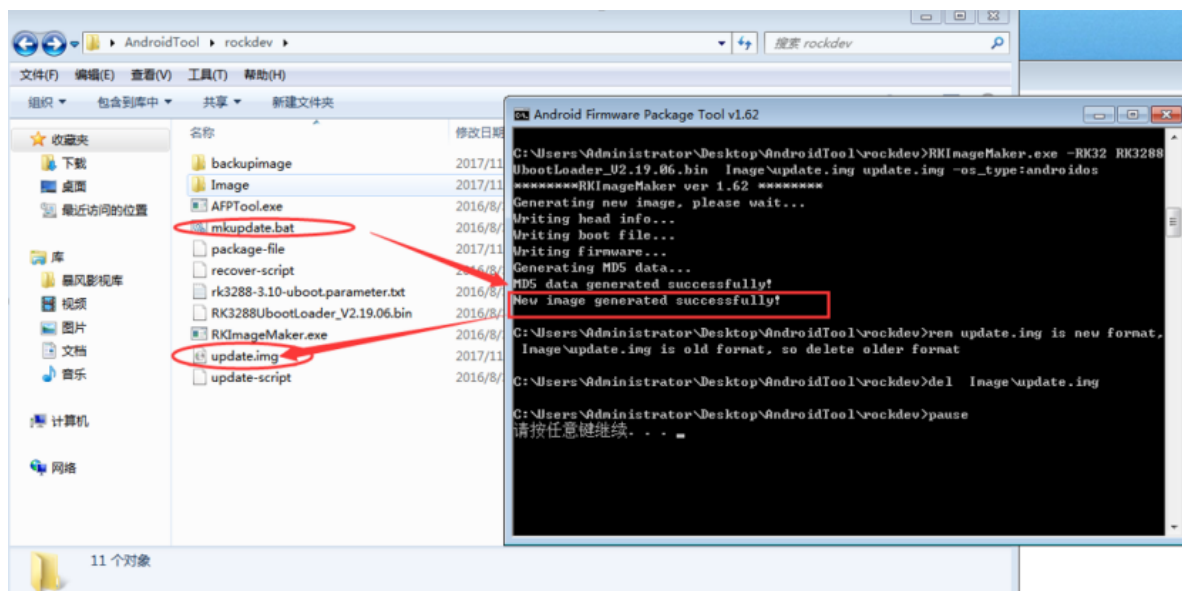 AndroidTool ▸ rockdev ▸
搜索 rockdev
文件(F) 编辑(E) 查看(V) 工具(T) 帮助(H)
组织 包含到库中 共享 新建文件夹
收藏夹
下载
桌面
最近访问的位置
库
暴风影视库
视频
图片
文档
音乐
计算机
网络
名称 修改日期
backupimage 2017/11
Image 2017/11
AFPTool.exe 2016/8/
mkupdate.bat 2016/8/
package-file 2017/11
recover-script 2016/8/
rk3288-3.10-uboot.parameter.txt 2016/8/
RK3288UbootLoader_V2.19.06.bin 2016/8/
RKImageMaker.exe 2016/8/
update.img 2017/11
update-script 2016/8/
11 个对象
Android Firmware Package Tool v1.62
C:\Users\Administrator\Desktop\AndroidTool\rockdev>RKImageMaker.exe -RK32 RK3288
UbootLoader_V2.19.06.bin Image\update.img update.img -os_type:androidos
********RKImageMaker ver 1.62 ********
Generating new image, please wait...
Writing head info...
Writing boot file...
Writing firmware...
Generating MD5 data...
MD5 data generated successfully!
New image generated successfully!
C:\Users\Administrator\Desktop\AndroidTool\rockdev>rem update.img is new format,
Image\update.img is old format, so delete older format
C:\Users\Administrator\Desktop\AndroidTool\rockdev>del Image\update.img
C:\Users\Administrator\Desktop\AndroidTool\rockdev>pause
请按任意键继续. . .